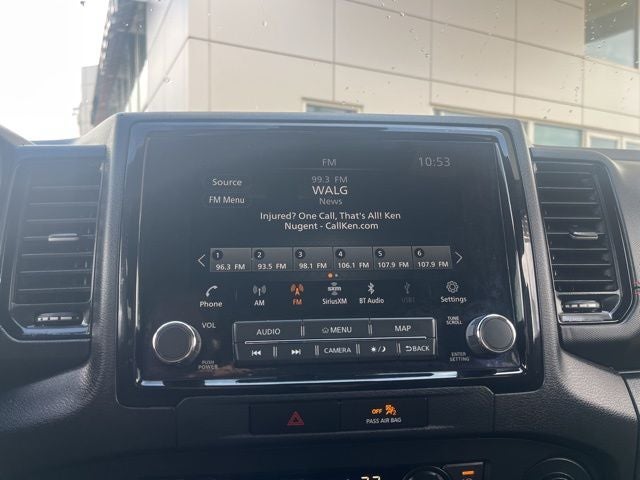 FM 10:53
Source
FM Menu
99.3 FM
WALG
News
Injured? One Call, That's All! Ken
Nugent - CallKen.com
1 2 3 4 5 6
96.3 FM 93.5 FM 98.1 FM 106.1 FM 107.9 FM 107.9 FM
Phone AM FM SiriusXM BT Audio USB1 Settings
VOL
AUDIO MENU MAP
TUNE
SCROLL
CAMERA BACK
PUSH
POWER
ENTER
SETTING
OFF
PASS AIR BAG